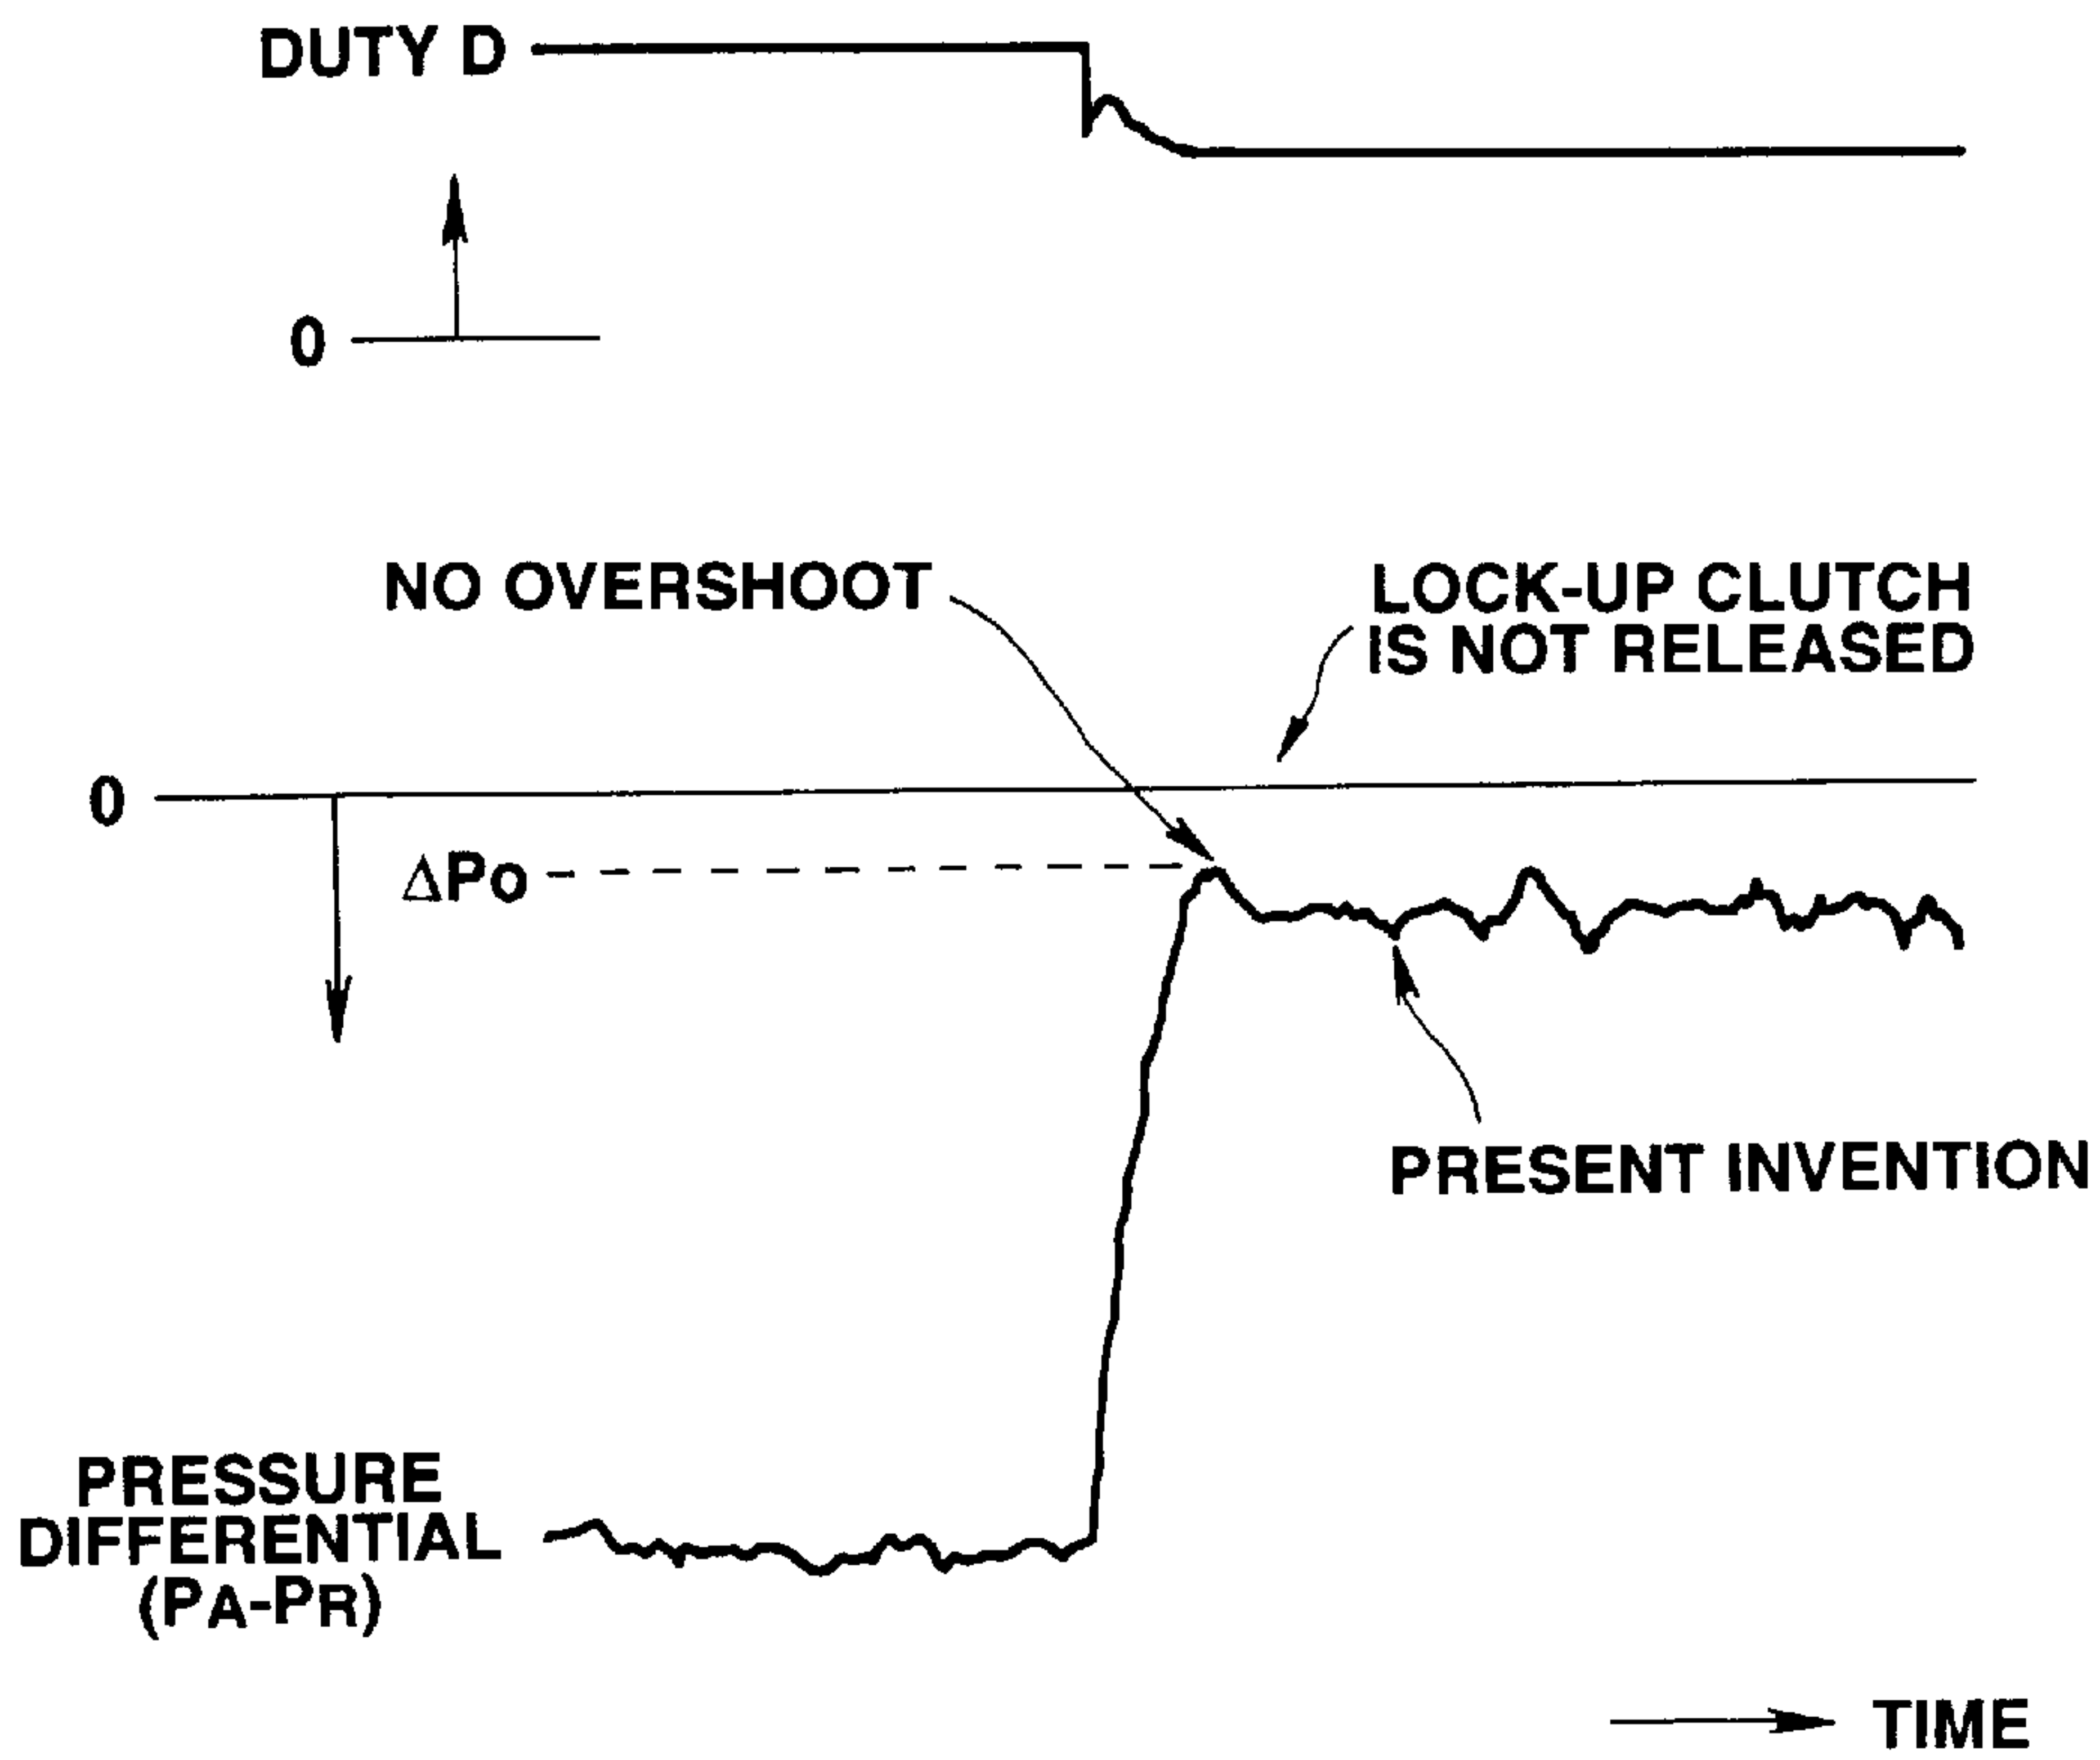 DUTY D
0
NO OVERSHOOT
LOCK-UP CLUTCH
IS NOT RELEASED
0
ΔPo
PRESENT INVENTION
PRESSURE
DIFFERENTIAL
(PA-PR)
TIME